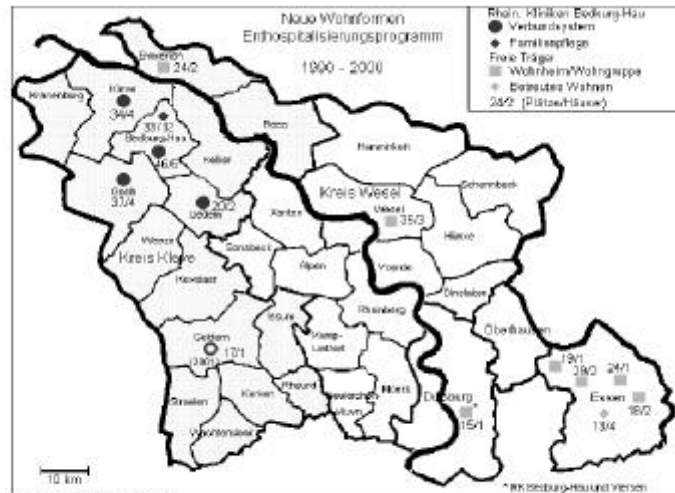 Neue Wohnformen
Enthospitalisierungsprogramm
1990 - 2000
Rhein. Kliniken Bedburg-Hau
Verbundsystem
Familienpflege
Freie Träger
Wohnheim/Wohngruppe
Betreutes Wohnen
24/2 (Plätze/Häuser)
Emmerich
24/2
Kranenburg
Kleve
34/4
Rees
Bedburg-Hau
Kalkar
Hamminkeln
Schermbeck
Goch
37/4
Uedem
20/2
Kreis Wesel
Wesel
35/3
Hünxe
Xanten
Weeze
Sonsbeck
Kreis Kleve
Kevelaer
Alpen
Voerde
Dinslaken
Rheinberg
Oberhausen
Issum
Geldern
(2001)
17/1
Kamp-
Lintfort
Straelen
Kerken
Rheurdt
Moers
Wachtendonk
Duisburg
15/1
19/1
24/1
Essen
18/2
13/4
10 km
* RK Bedburg-Hau und Viersen